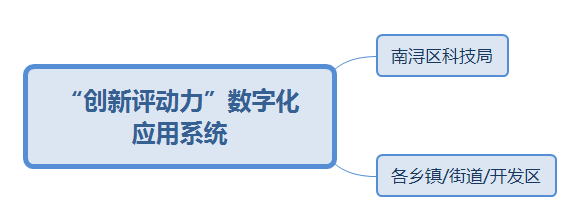 “创新评动力”数字化
应用系统
南浔区科技局
各乡镇/街道/开发区